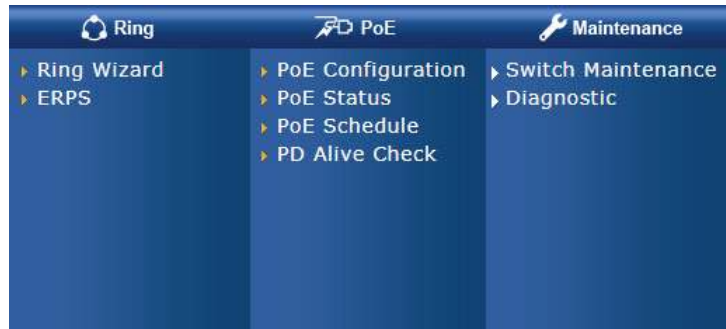 Ring
Ring Wizard
ERPS
PoE
PoE Configuration
PoE Status
PoE Schedule
PD Alive Check
Maintenance
Switch Maintenance
Diagnostic